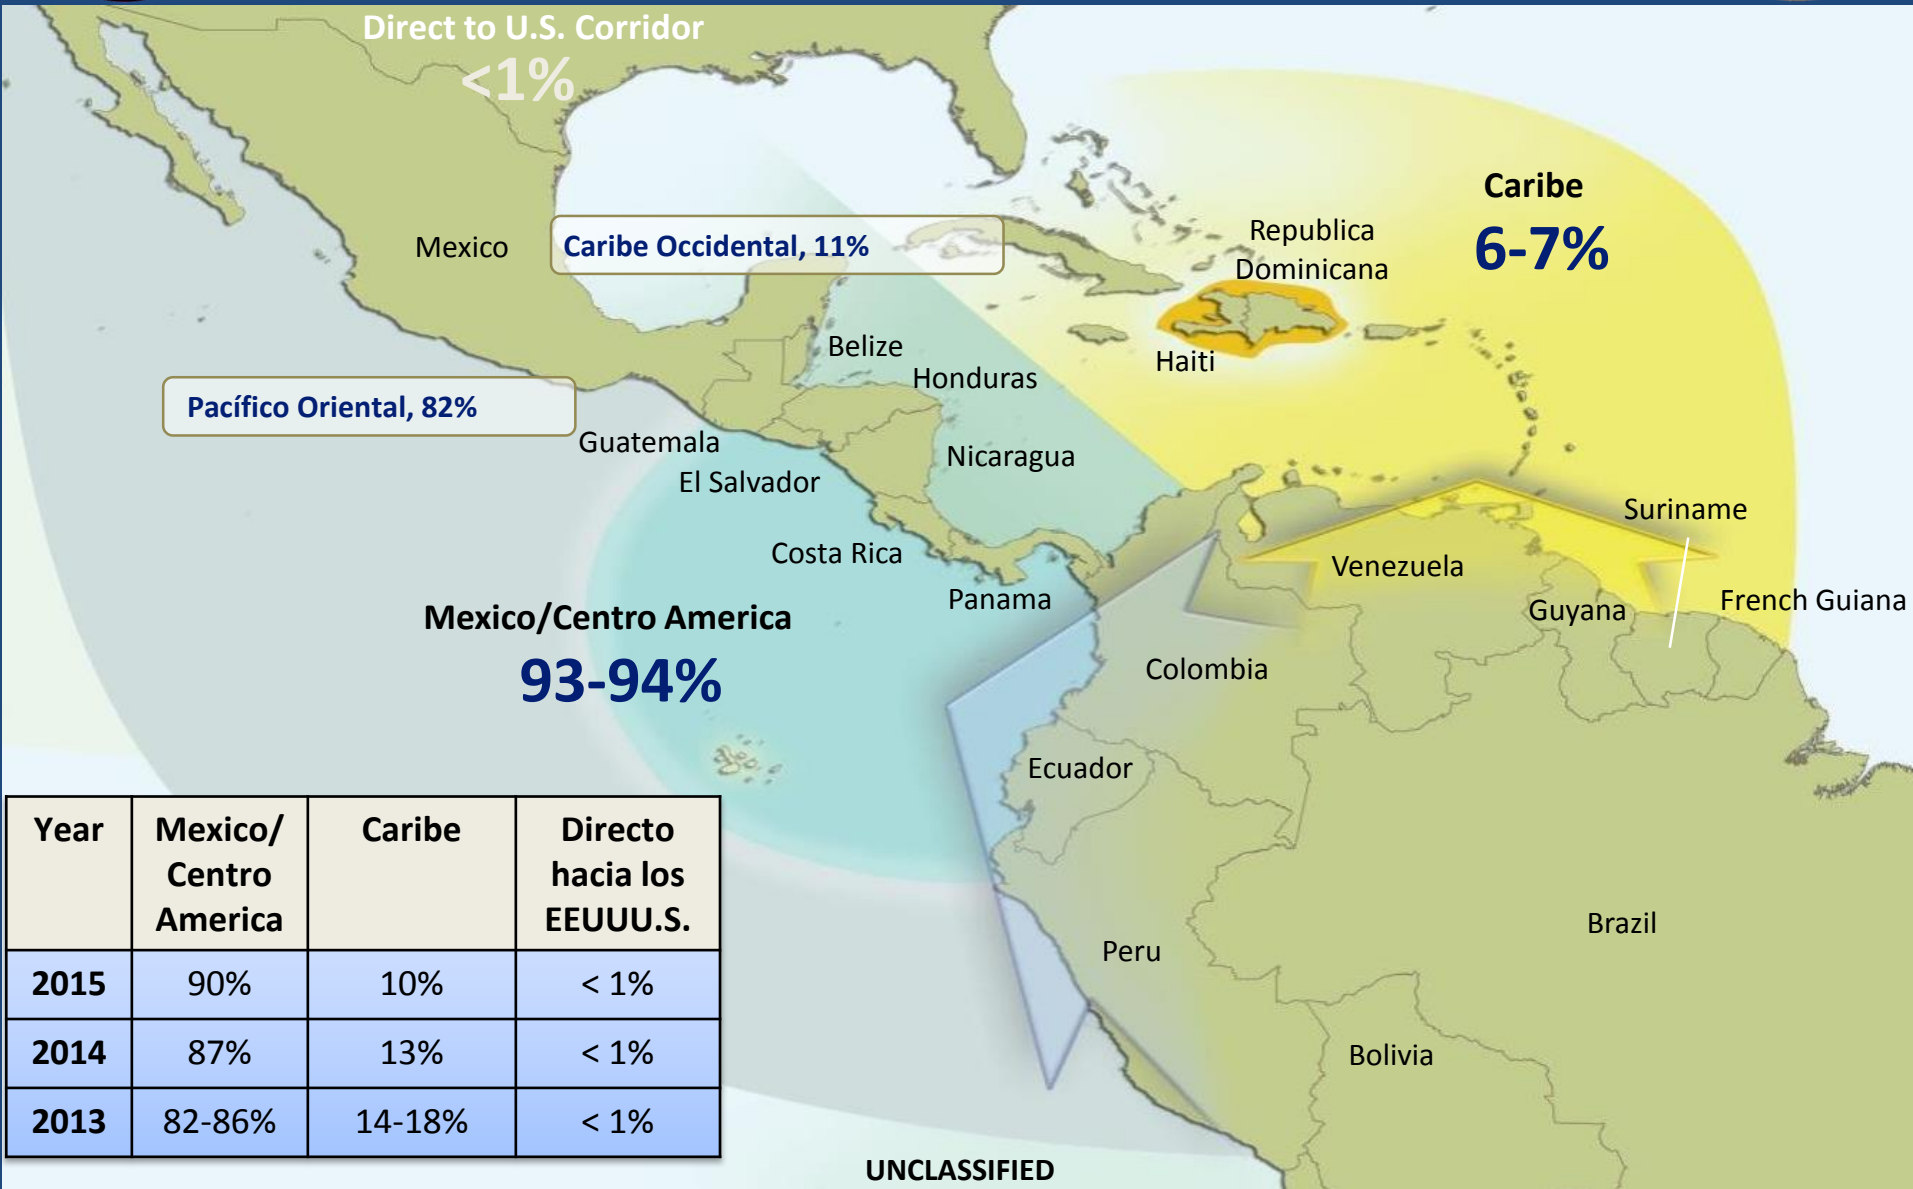 Direct to U.S. Corridor
<1%
Caribe
6-7%
Republica
Dominicana
Mexico
Caribe Occidental, 11%
Belize
Haiti
Honduras
Pacífico Oriental, 82%
Guatemala
Nicaragua
El Salvador
Suriname
Costa Rica
Venezuela
Panama
Guyana
French Guiana
Mexico/Centro America
93-94%
Colombia
Ecuador
Brazil
Peru
Bolivia
Year
Mexico/
Centro
America
Caribe
Directo
hacia los
EEUUU.S.
2015 90% 10% < 1%
2014 87% 13% < 1%
2013 82-86% 14-18% < 1%
UNCLASSIFIED